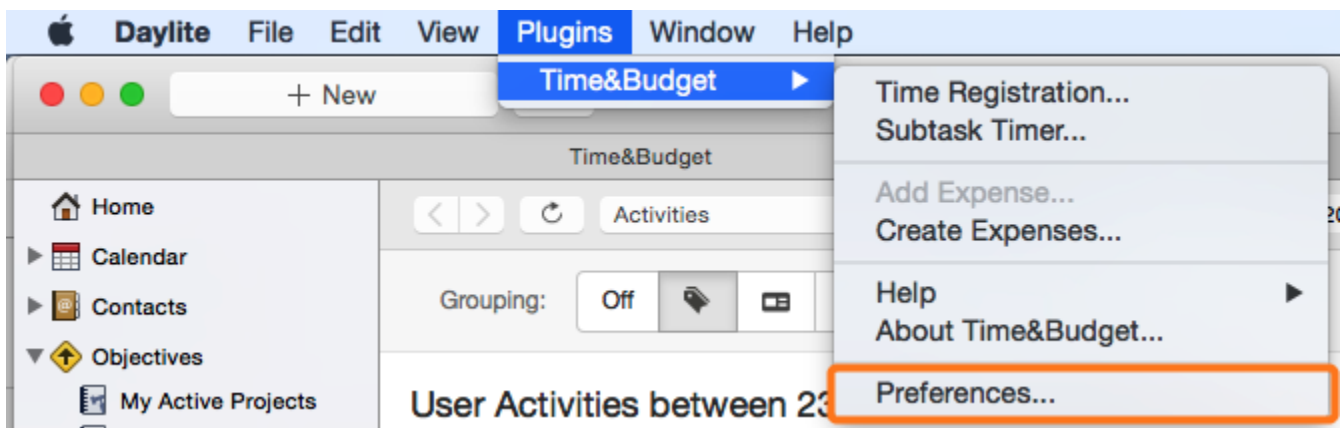 Daylite File Edit View Plugins Window Help
+ New
Time&Budget
Time Registration...
Subtask Timer...
Add Expense...
Create Expenses...
Help
About Time&Budget...
Preferences...
Time&Budget
Home
Calendar
Contacts
Objectives
My Active Projects
Activities
Grouping: Off
User Activities between 23